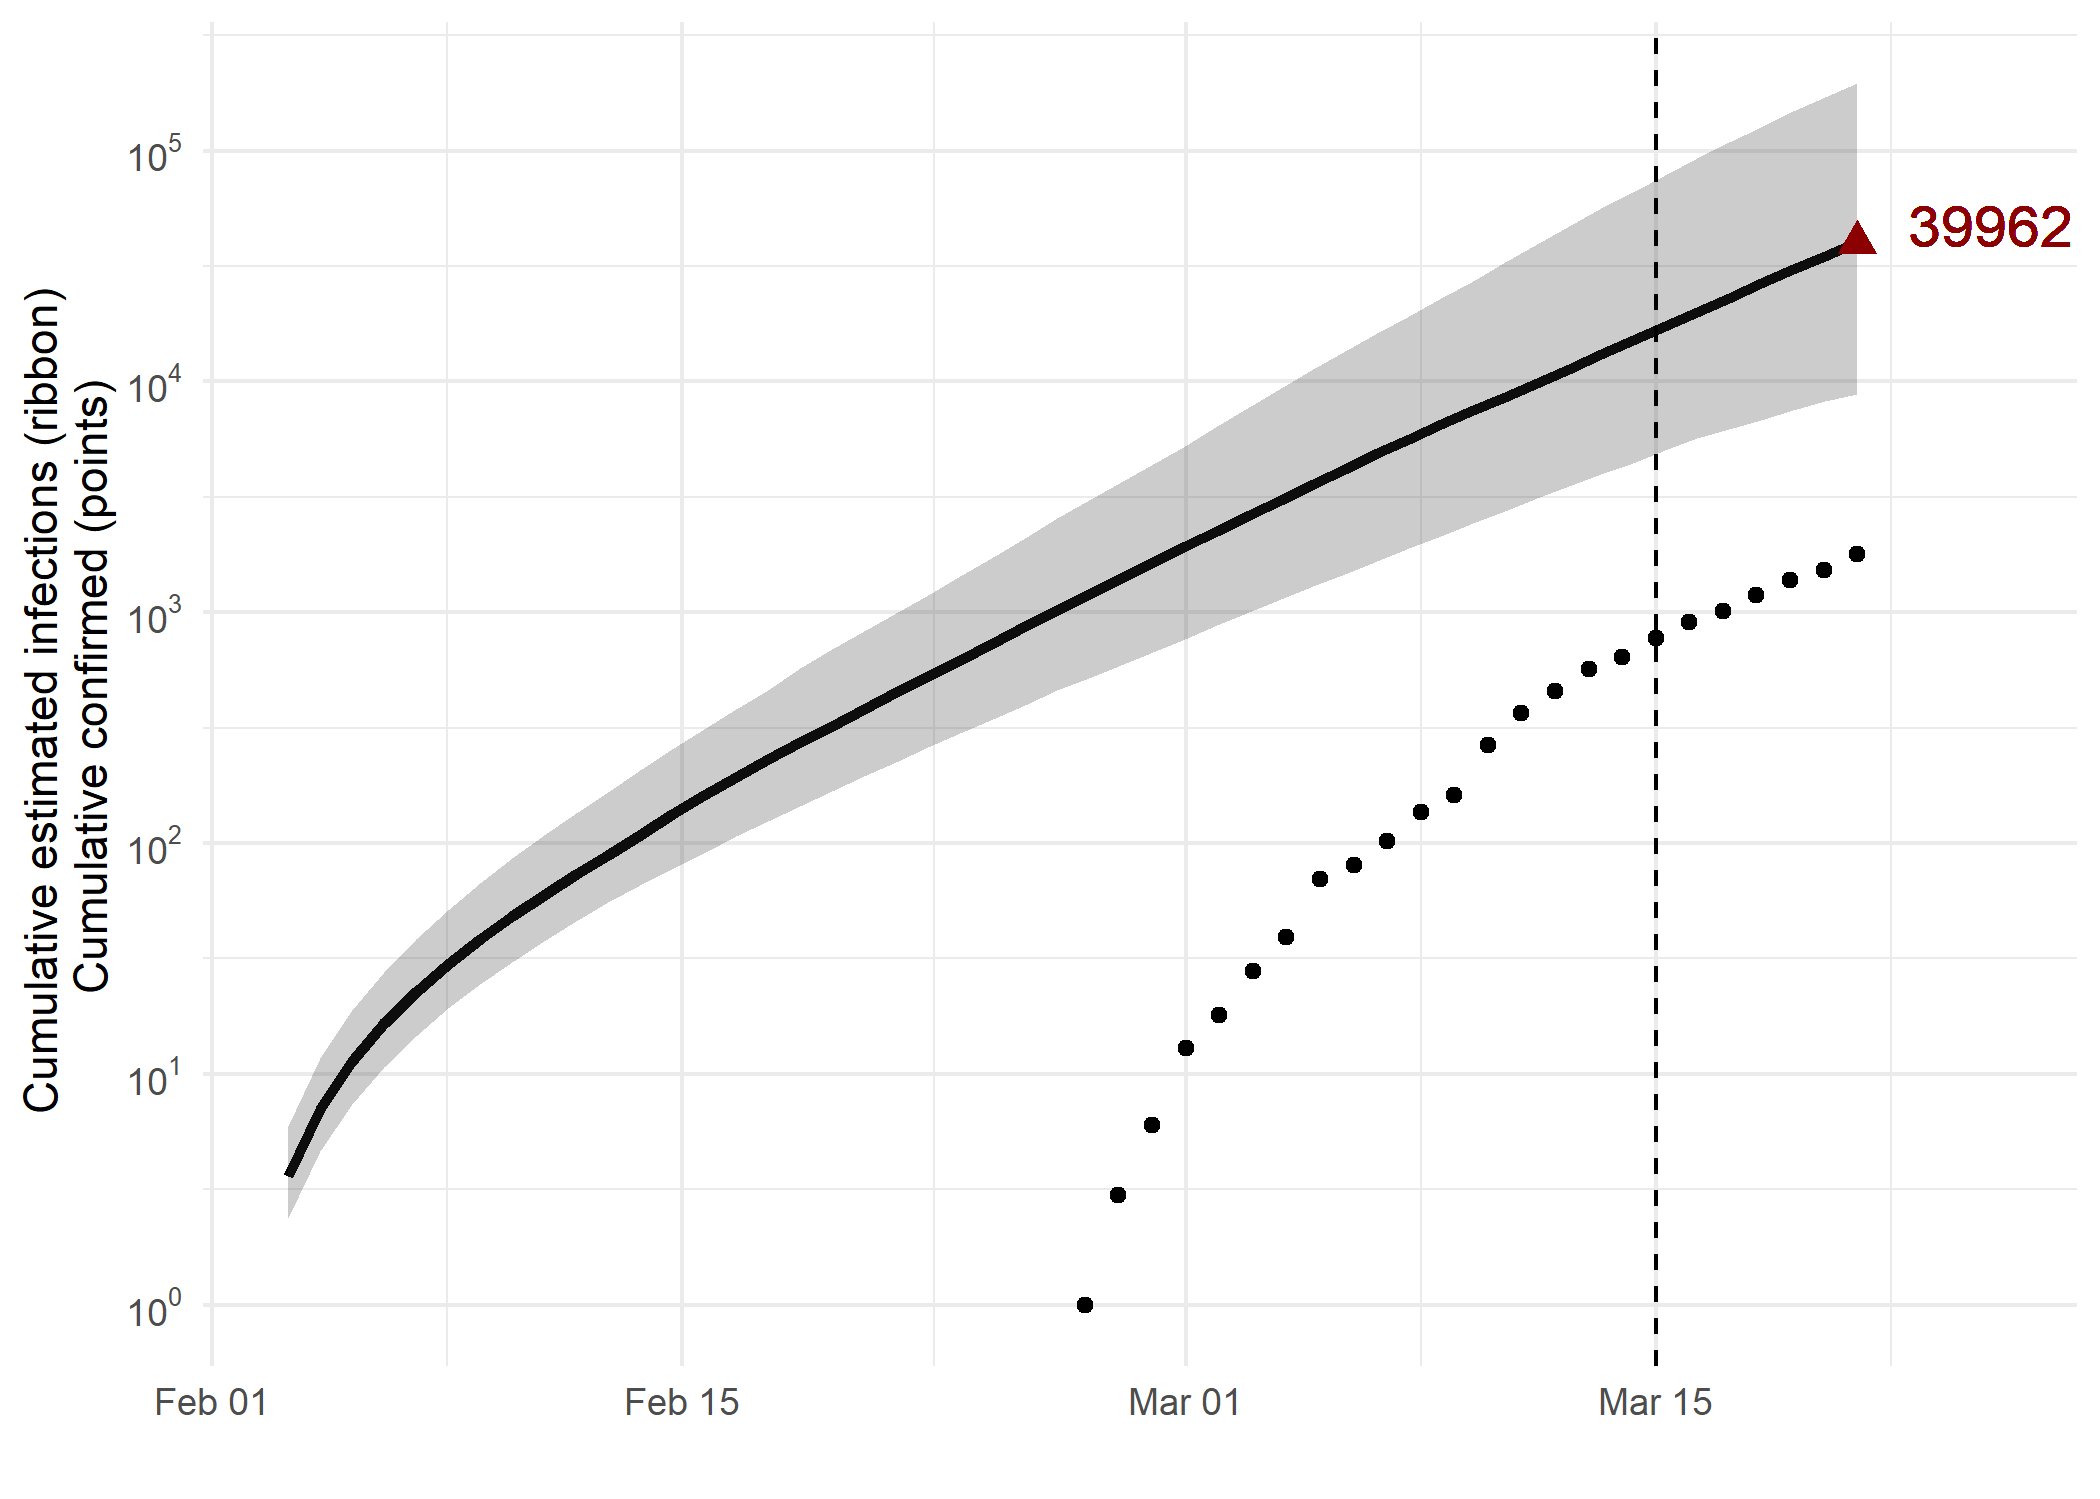 Cumulative estimated infections (ribbon)
Cumulative confirmed (points)
10^5
10^4
10^3
10^2
10^1
10^0
39962
Feb 01
Feb 15
Mar 01
Mar 15